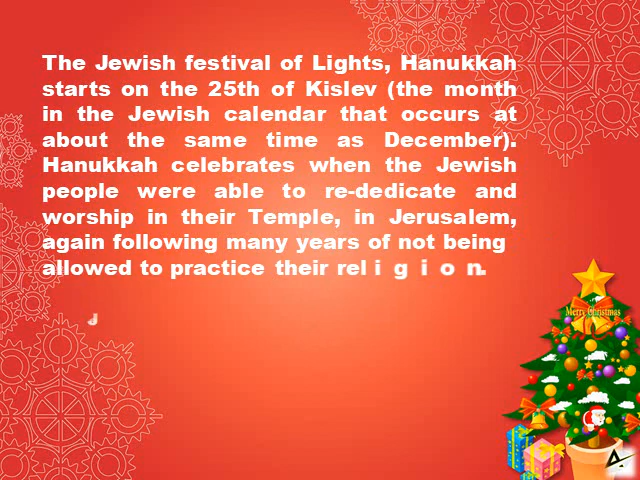 The Jewish festival of Lights, Hanukkah
starts on the 25th of Kislev (the month
in the Jewish calendar that occurs at
about the same time as December).
Hanukkah celebrates when the Jewish
people were able to re-dedicate and
worship in their Temple, in Jerusalem,
again following many years of not being
allowed to practice their religion.
J
Merry Christmas